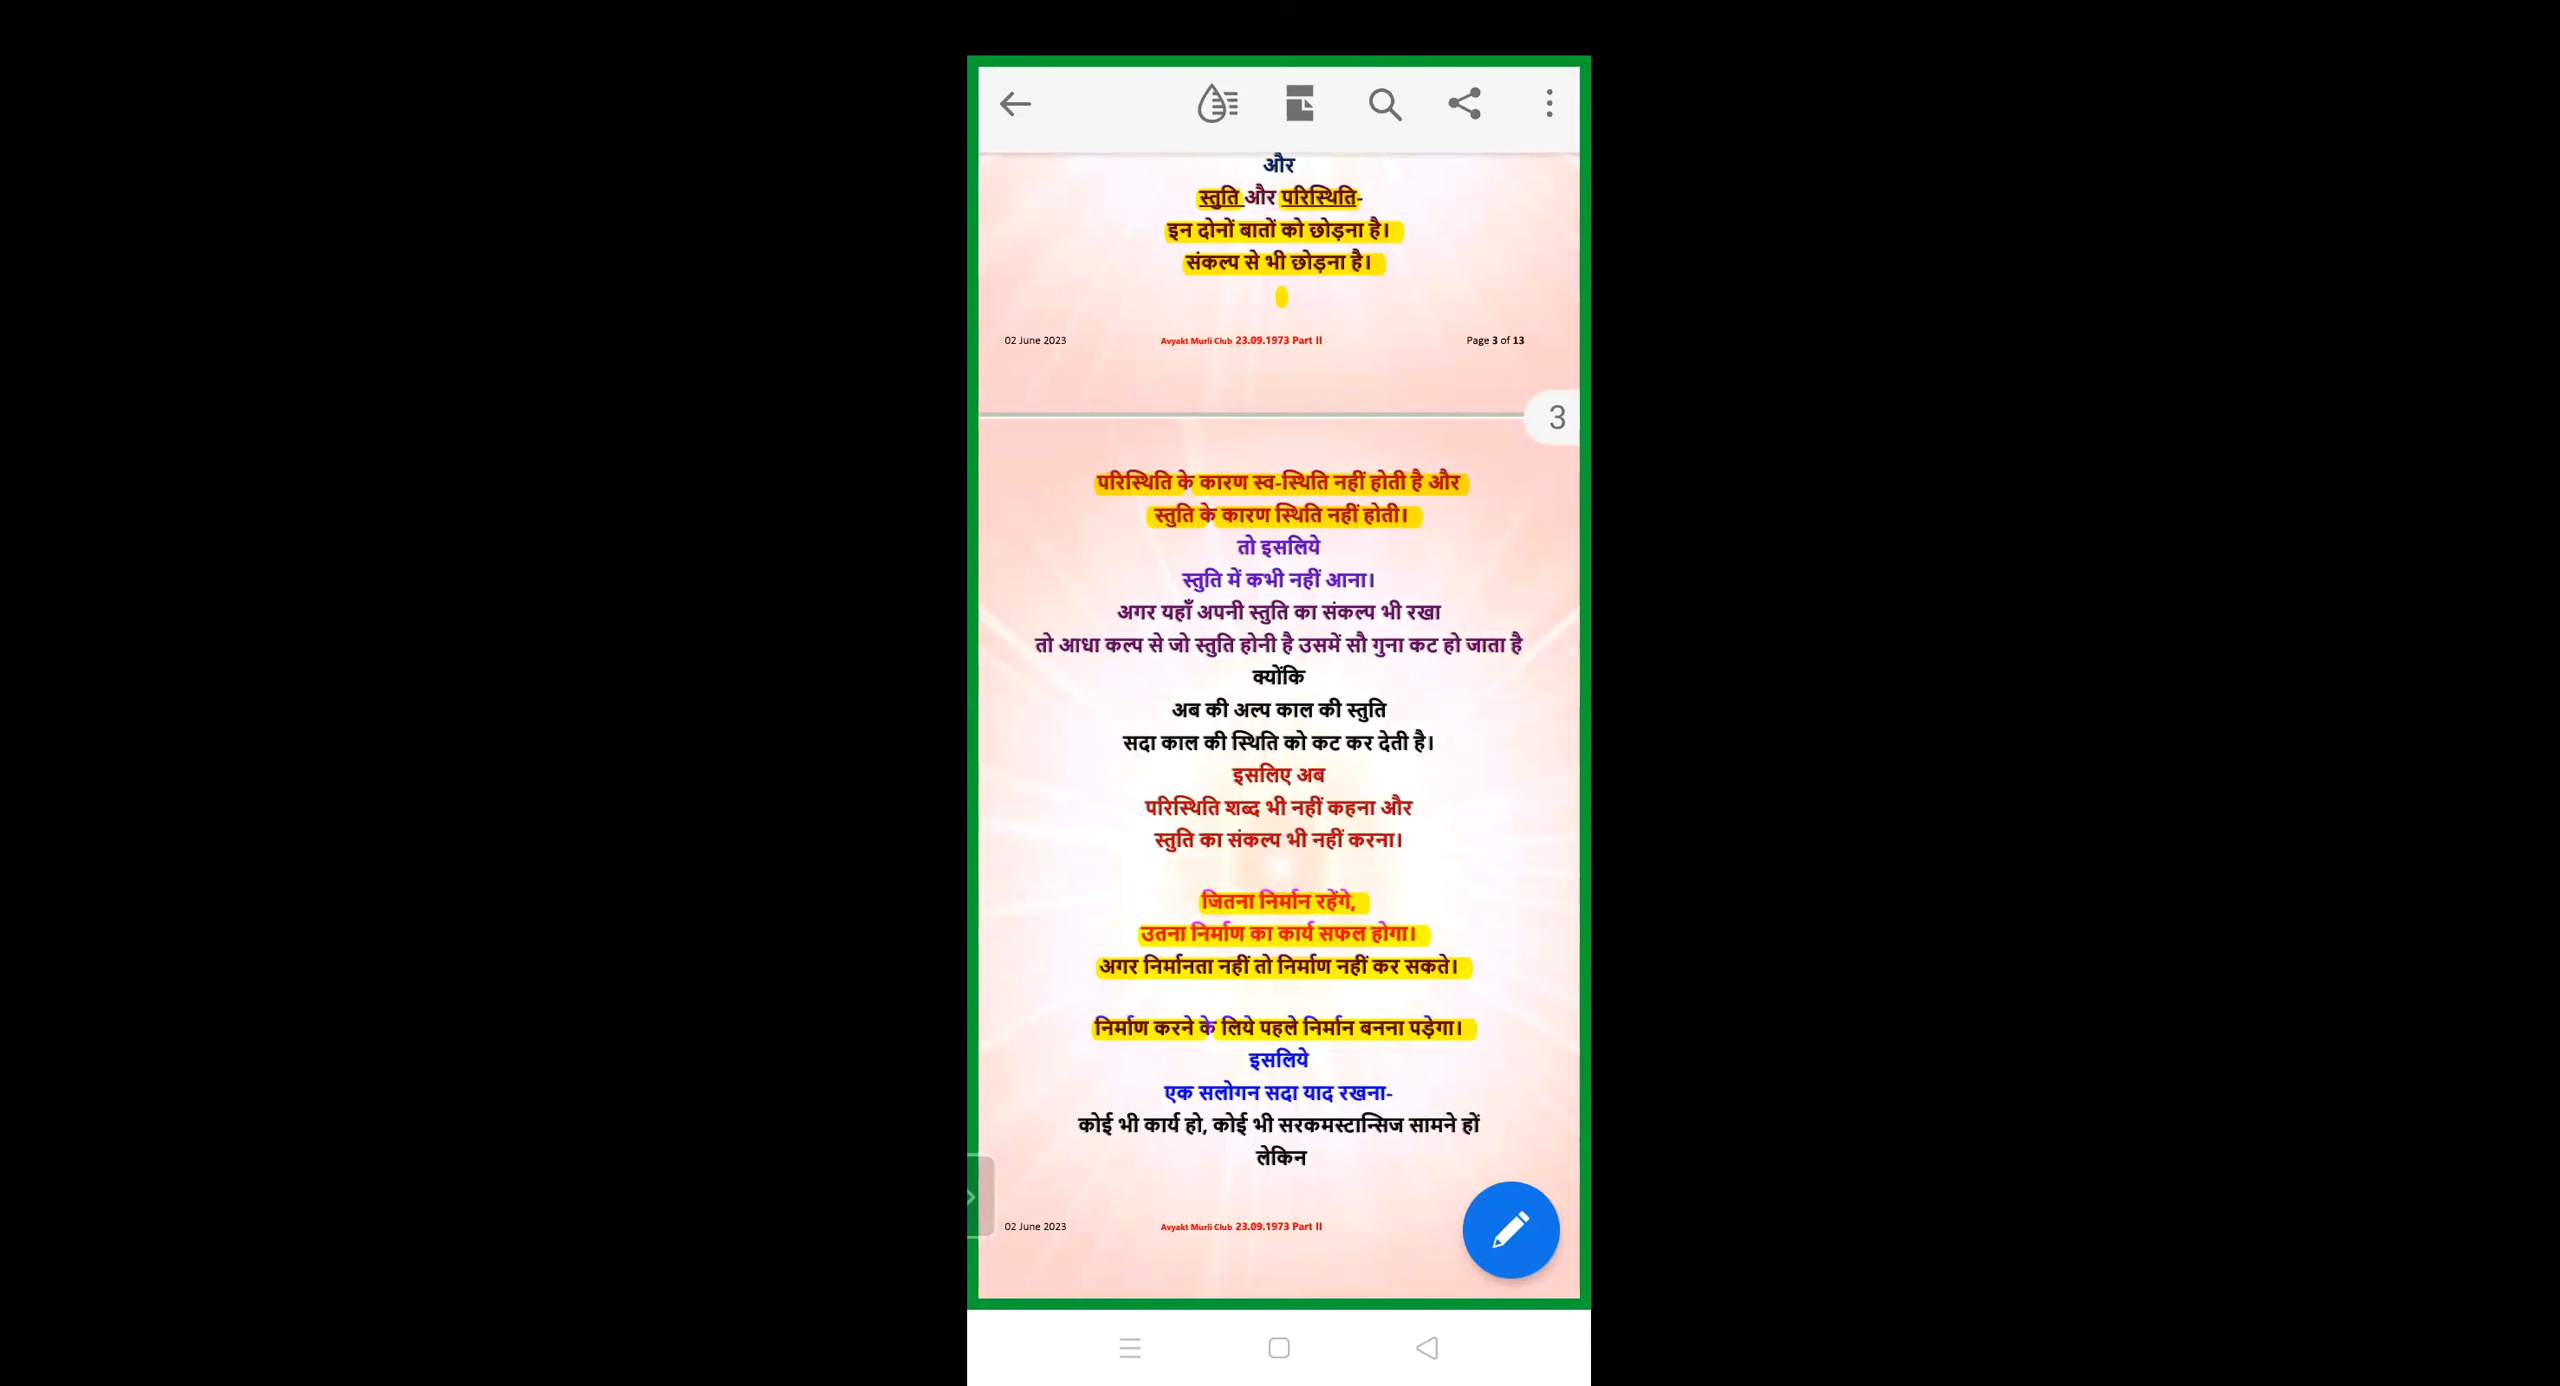 और
स्तुति और परिस्थिति-
इन दोनों बातों को छोड़ना है।
संकल्प से भी छोड़ना है।
02 June 2023 Avyakt Murli Club 23.09.1973 Part II Page 3 of 13
3
परिस्थिति के कारण स्व-स्थिति नहीं होती है और
स्तुति के कारण स्थिति नहीं होती।
तो इसलिये
स्तुति में कभी नहीं आना।
अगर यहाँ अपनी स्तुति का संकल्प भी रखा
तो आधा कल्प से जो स्तुति होनी है उसमें सौ गुना कट हो जाता है
क्योंकि
अब की अल्प काल की स्तुति
सदा काल की स्थिति को कट कर देती है।
इसलिए अब
परिस्थिति शब्द भी नहीं कहना और
स्तुति का संकल्प भी नहीं करना।
जितना निर्मान रहेंगे,
उतना निर्माण का कार्य सफल होगा।
अगर निर्मानता नहीं तो निर्माण नहीं कर सकते।
निर्माण करने के लिये पहले निर्मान बनना पड़ेगा।
इसलिये
एक सलोगन सदा याद रखना-
कोई भी कार्य हो, कोई भी सरकमस्टान्सिज सामने हों
लेकिन
02 June 2023 Avyakt Murli Club 23.09.1973 Part II